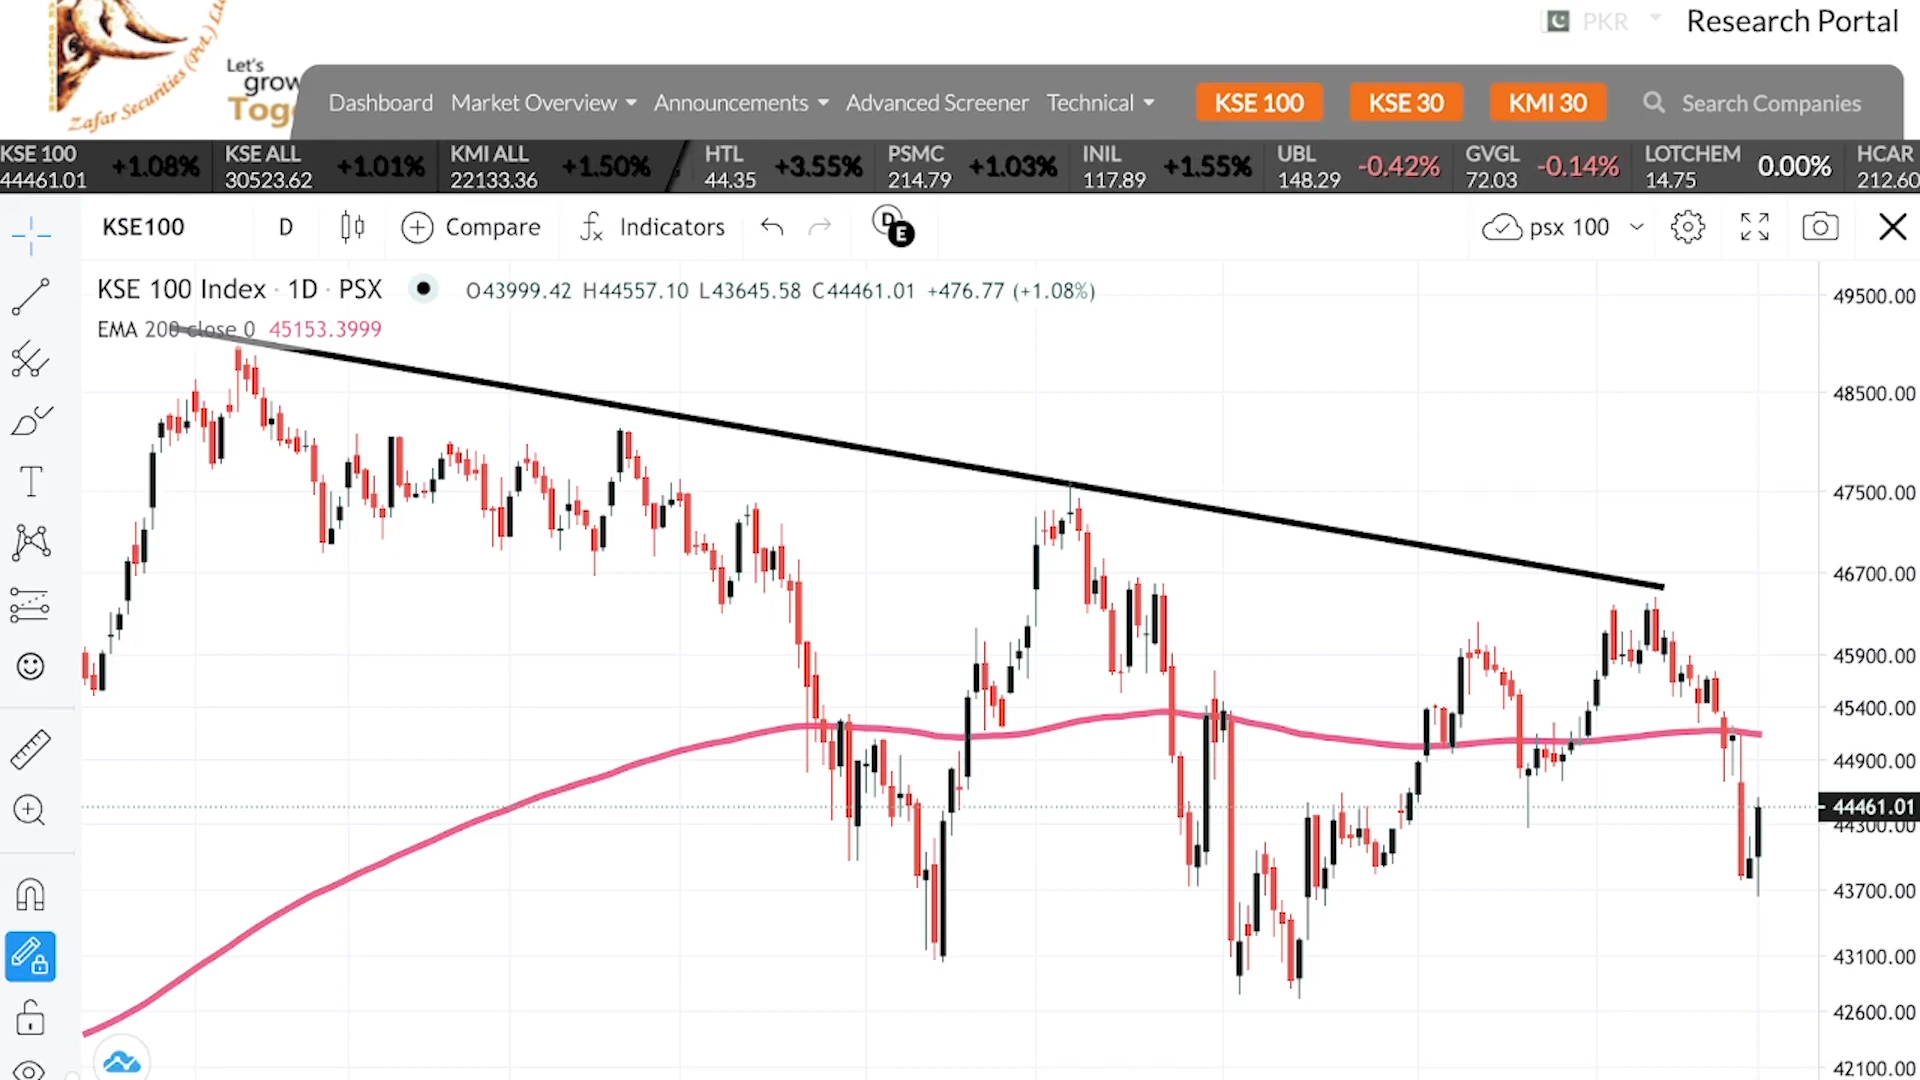 Zafar Securities (Pvt.)
Let's
grow
Tog
PKR
Research Portal
Dashboard Market Overview Announcements Advanced Screener Technical KSE 100 KSE 30 KMI 30 Search Companies
KSE 100 44461.01 +1.08%
KSE ALL 30523.62 +1.01%
KMI ALL 22133.36 +1.50%
HTL 44.35 +3.55%
PSMC 214.79 +1.03%
INIL 117.89 +1.55%
UBL 148.29 -0.42%
GVGL 72.03 -0.14%
LOTCHEM 14.75 0.00%
HCAR 212.60
KSE100 D Compare Indicators D E psx 100
KSE 100 Index · 1D · PSX O43999.42 H44557.10 L43645.58 C44461.01 +476.77 (+1.08%)
EMA 200 close 0 45153.3999
49500.00
48500.00
47500.00
46700.00
45900.00
45400.00
44900.00
44461.01
44300.00
43700.00
43100.00
42600.00
42100.00